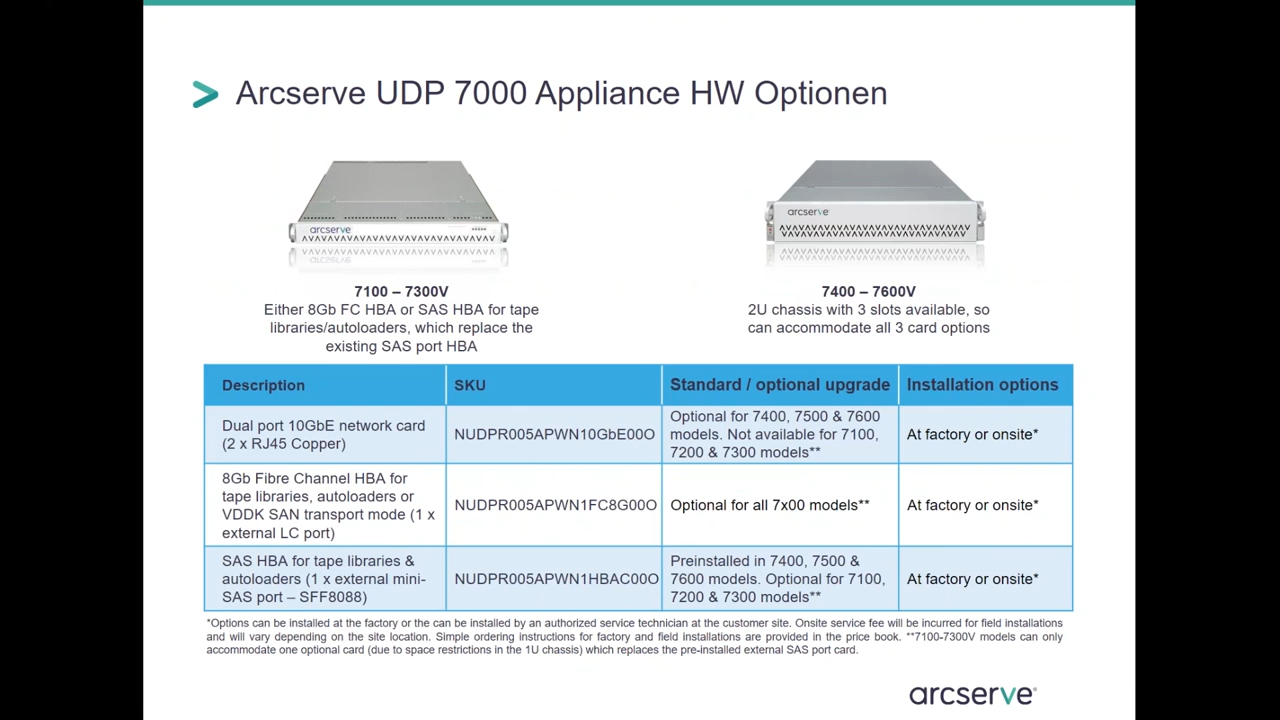 Arcserve UDP 7000 Appliance HW Optionen
arcserve
arcserve
7100 – 7300V
Either 8Gb FC HBA or SAS HBA for tape
libraries/autoloaders, which replace the
existing SAS port HBA
7400 – 7600V
2U chassis with 3 slots available, so
can accommodate all 3 card options
Description SKU Standard / optional upgrade Installation options
Dual port 10GbE network card
(2 x RJ45 Copper)
NUDPR005APWN10GbE00O
Optional for 7400, 7500 & 7600
models. Not available for 7100,
7200 & 7300 models**
At factory or onsite*
8Gb Fibre Channel HBA for
tape libraries, autoloaders or
VDDK SAN transport mode (1 x
external LC port)
NUDPR005APWN1FC8G00O
Optional for all 7x00 models**
At factory or onsite*
SAS HBA for tape libraries &
autoloaders (1 x external mini-
SAS port – SFF8088)
NUDPR005APWN1HBAC00O
Preinstalled in 7400, 7500 &
7600 models. Optional for 7100,
7200 & 7300 models**
At factory or onsite*
*Options can be installed at the factory or the can be installed by an authorized service technician at the customer site. Onsite service fee will be incurred for field installations
and will vary depending on the site location. Simple ordering instructions for factory and field installations are provided in the price book. **7100-7300V models can only
accommodate one optional card (due to space restrictions in the 1U chassis) which replaces the pre-installed external SAS port card.
arcserve®